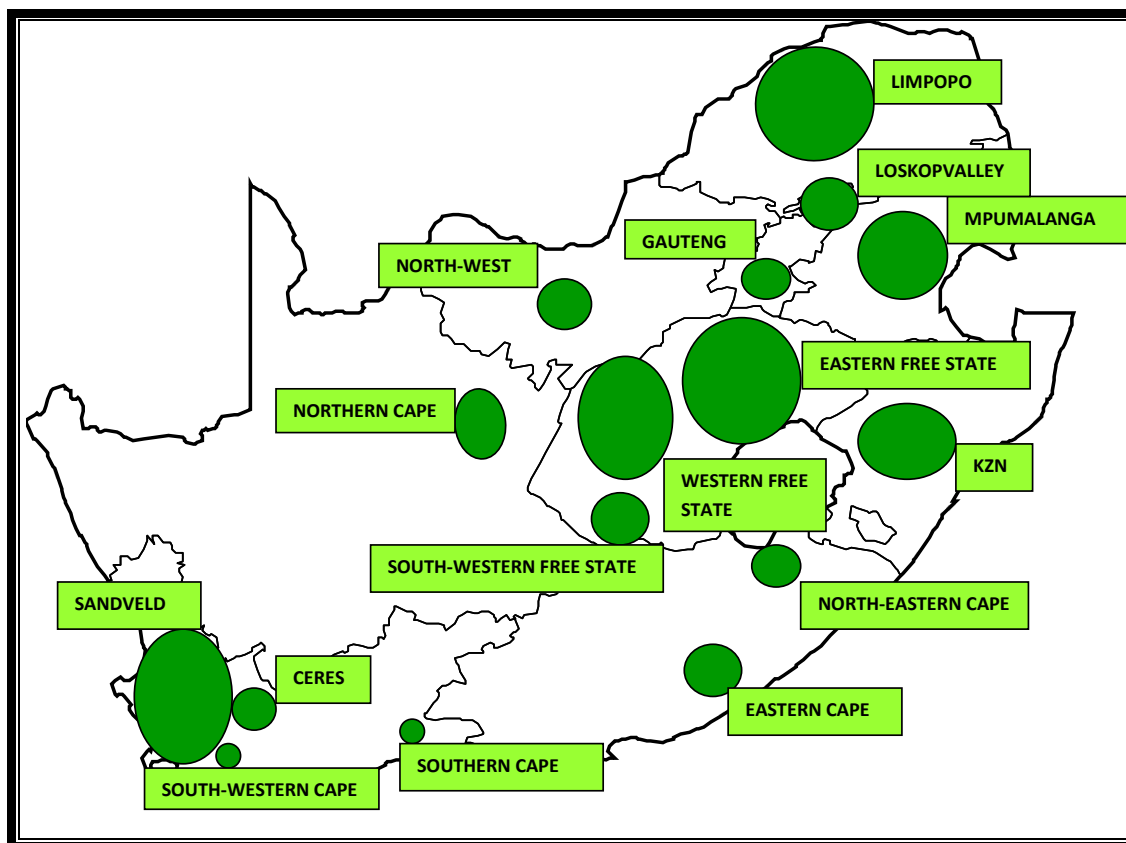 LIMPOPO
LOSKOPVALLEY
MPUMALANGA
GAUTENG
NORTH-WEST
EASTERN FREE STATE
NORTHERN CAPE
KZN
WESTERN FREE
STATE
SOUTH-WESTERN FREE STATE
SANDVELD
NORTH-EASTERN CAPE
CERES
EASTERN CAPE
SOUTHERN CAPE
SOUTH-WESTERN CAPE